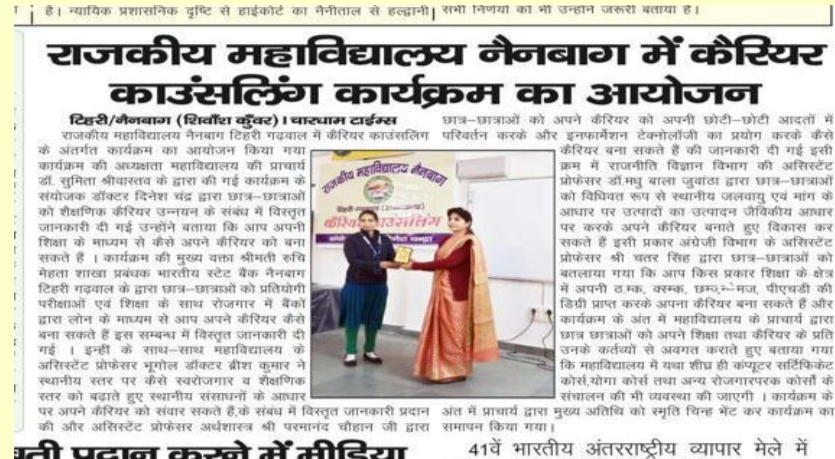 है। न्यायिक प्रशासनिक दृष्टि से हाईकोर्ट का नैनीताल से हल्द्वानी
सभी निर्णयों को भी उन्होंने जरूरी बताया है।
राजकीय महाविद्यालय नैनबाग में कैरियर
काउंसलिंग कार्यक्रम का आयोजन
टिहरी/नैनबाग (शिवाँश कुँवर)। चारधाम टाईम्स
राजकीय महाविद्यालय नैनबाग टिहरी गढ़वाल में कैरियर काउंसलिंग
के अंतर्गत कार्यक्रम का आयोजन किया गया
कार्यक्रम की अध्यक्षता महाविद्यालय की प्राचार्य
डॉ. सुमिता श्रीवास्तव के द्वारा की गई कार्यक्रम के
संयोजक डॉक्टर दिनेश चंद्र द्वारा छात्र–छात्राओं
को शैक्षणिक कैरियर उन्नयन के संबंध में विस्तृत
जानकारी दी गई उन्होंने बताया कि आप अपनी
शिक्षा के माध्यम से कैसे अपने कैरियर को बना
सकते हैं । कार्यक्रम की मुख्य वक्ता श्रीमती रुचि
मेहता शाखा प्रबंधक भारतीय स्टेट बैंक नैनबाग
टिहरी गढ़वाल के द्वारा छात्र–छात्राओं को प्रतियोगी
परीक्षाओं एवं शिक्षा के साथ रोजगार में बैंकों
द्वारा लोन के माध्यम से आप अपने कैरियर कैसे
बना सकते हैं इस सम्बन्ध में विस्तृत जानकारी दी
गई । इन्हीं के साथ–साथ महाविद्यालय के
असिस्टेंट प्रोफेसर भूगोल डॉक्टर ब्रीश कुमार ने
स्थानीय स्तर पर कैसे स्वरोजगार व शैक्षणिक
स्तर को बढ़ाते हुए स्थानीय संसाधनों के आधार
पर अपने कैरियर को संवार सकते हैं,के संबंध में विस्तृत जानकारी प्रदान
की और असिस्टेंट प्रोफेसर अर्थशास्त्र श्री परमानंद चौहान जी द्वारा
छात्र–छात्राओं को अपने कैरियर को अपनी छोटी–छोटी आदतों में
परिवर्तन करके और इनफार्मेशन टेक्नोलॉजी का प्रयोग करके कैसे
कैरियर बना सकते हैं की जानकारी दी गई इसी
क्रम में राजनीति विज्ञान विभाग की असिस्टेंट
प्रोफेसर डॉ.मधु बाला जुवांठा द्वारा छात्र–छात्राओं
को विधिवत रूप से स्थानीय जलवायु एवं मांग के
आधार पर उत्पादों का उत्पादन जैविकीय आधार
पर करके अपने कैरियर बनाते हुए विकास कर
सकते हैं इसी प्रकार अंग्रेजी विभाग के असिस्टेंट
प्रोफेसर श्री चतर सिंह द्वारा छात्र–छात्राओं को
बतलाया गया कि आप किस प्रकार शिक्षा के क्षेत्र
में अपनी ठ.म्क, क्स्म्क, पीएचडी की
डिग्री प्राप्त करके अपना कैरियर बना सकते हैं और
कार्यक्रम के अंत में महाविद्यालय के प्राचार्य द्वारा
छात्र छात्राओं को अपने शिक्षा तथा कैरियर के प्रति
उनके कर्तव्यों से अवगत कराते हुए बताया गया
कि महाविद्यालय में यथा शीघ्र ही कंप्यूटर सर्टिफिकेट
कोर्स,योगा कोर्स तथा अन्य रोजगारपरक कोर्सों के
संचालन की भी व्यवस्था की जाएगी । कार्यक्रम के
अंत में प्राचार्य द्वारा मुख्य अतिथि को स्मृति चिन्ह भेंट कर कार्यक्रम का
समापन किया गया।
राजकीय महाविद्यालय नैनबाग
कैरियर काउंसलिंग
प्रदान करने में मीडिया
41वें भारतीय अंतरराष्ट्रीय व्यापार मेले में